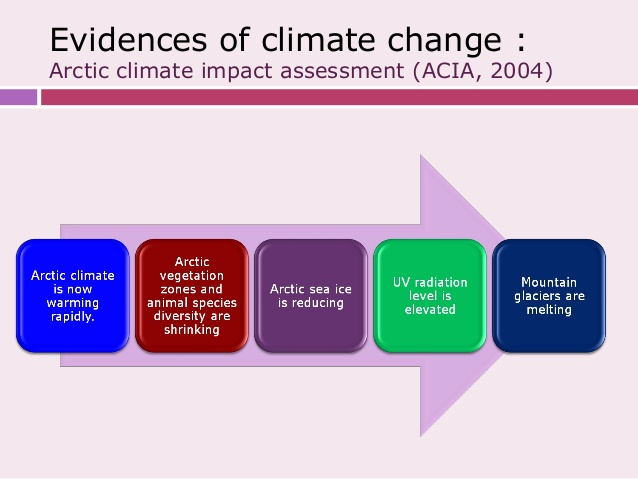 Evidences of climate change :
Arctic climate impact assessment (ACIA, 2004)
Arctic climate
is now
warming
rapidly.
Arctic
vegetation
zones and
animal species
diversity are
shrinking
Arctic sea ice
is reducing
UV radiation
level is
elevated
Mountain
glaciers are
melting